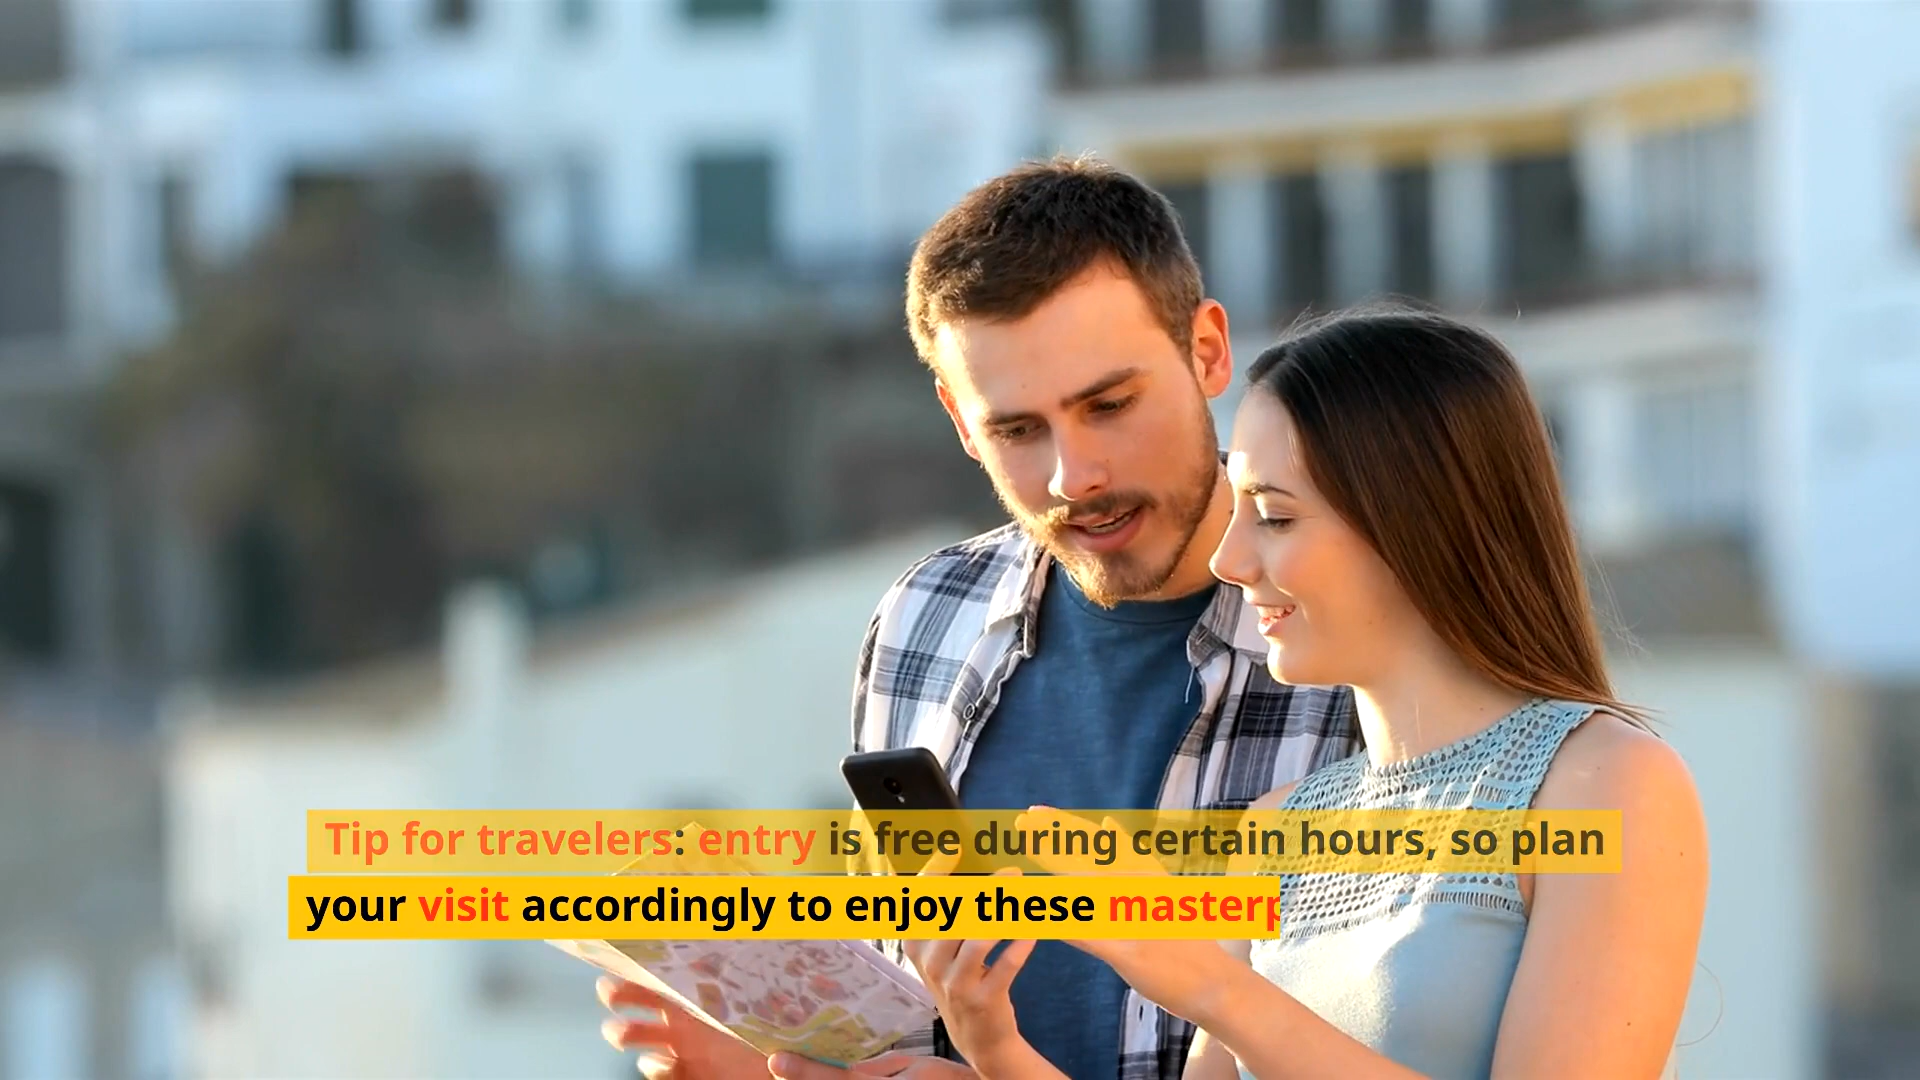 Tip for travelers: entry is free during certain hours, so plan
your visit accordingly to enjoy these